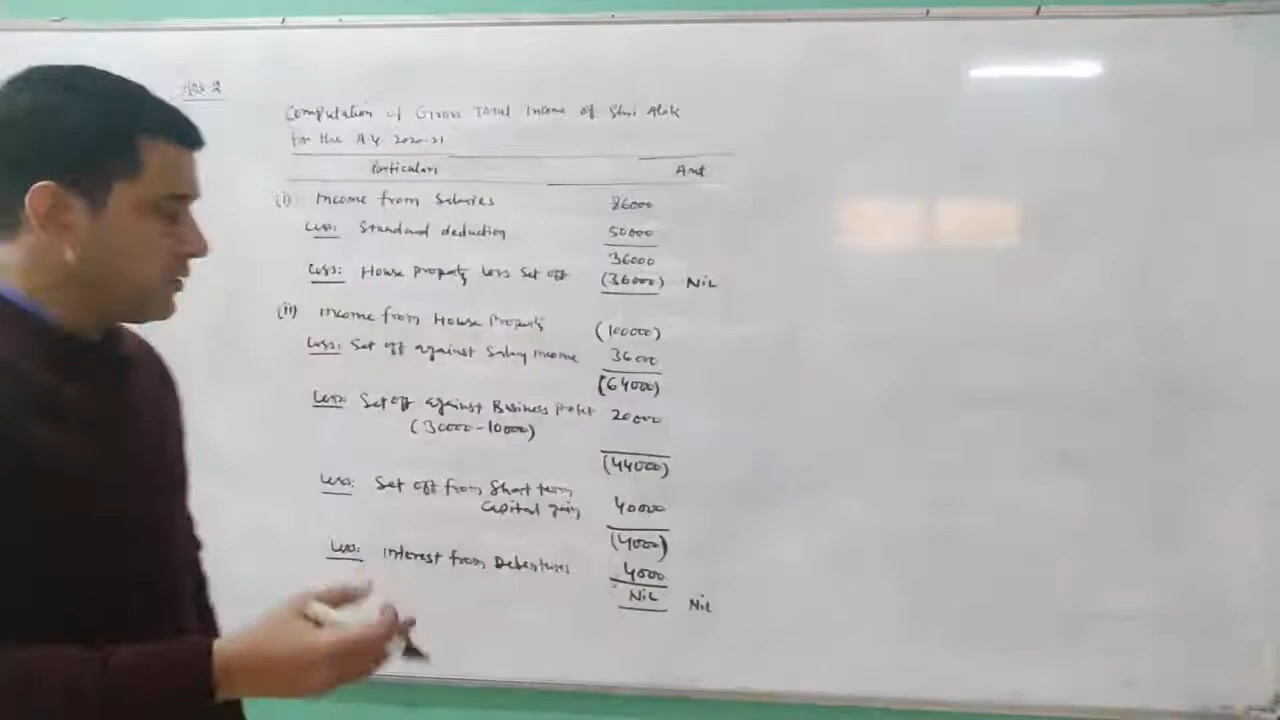 Computation of Gross Total Income of Shri Alok
for the A.Y. 2020-21
Particulars Amt
(i) Income from Salaries 86000
Less: Standard deduction 50000
36000
Less: House Property Loss Set off (36000) Nil
(ii) Income from House Property (100000)
Less: Set off against Salary Income 36000
(64000)
Less: Set off against Business Profit 20000
(30000-10000)
(44000)
Less: Set off from Short term
Capital gain 40000
(4000)
Less: Interest from Debentures 4000
Nil Nil